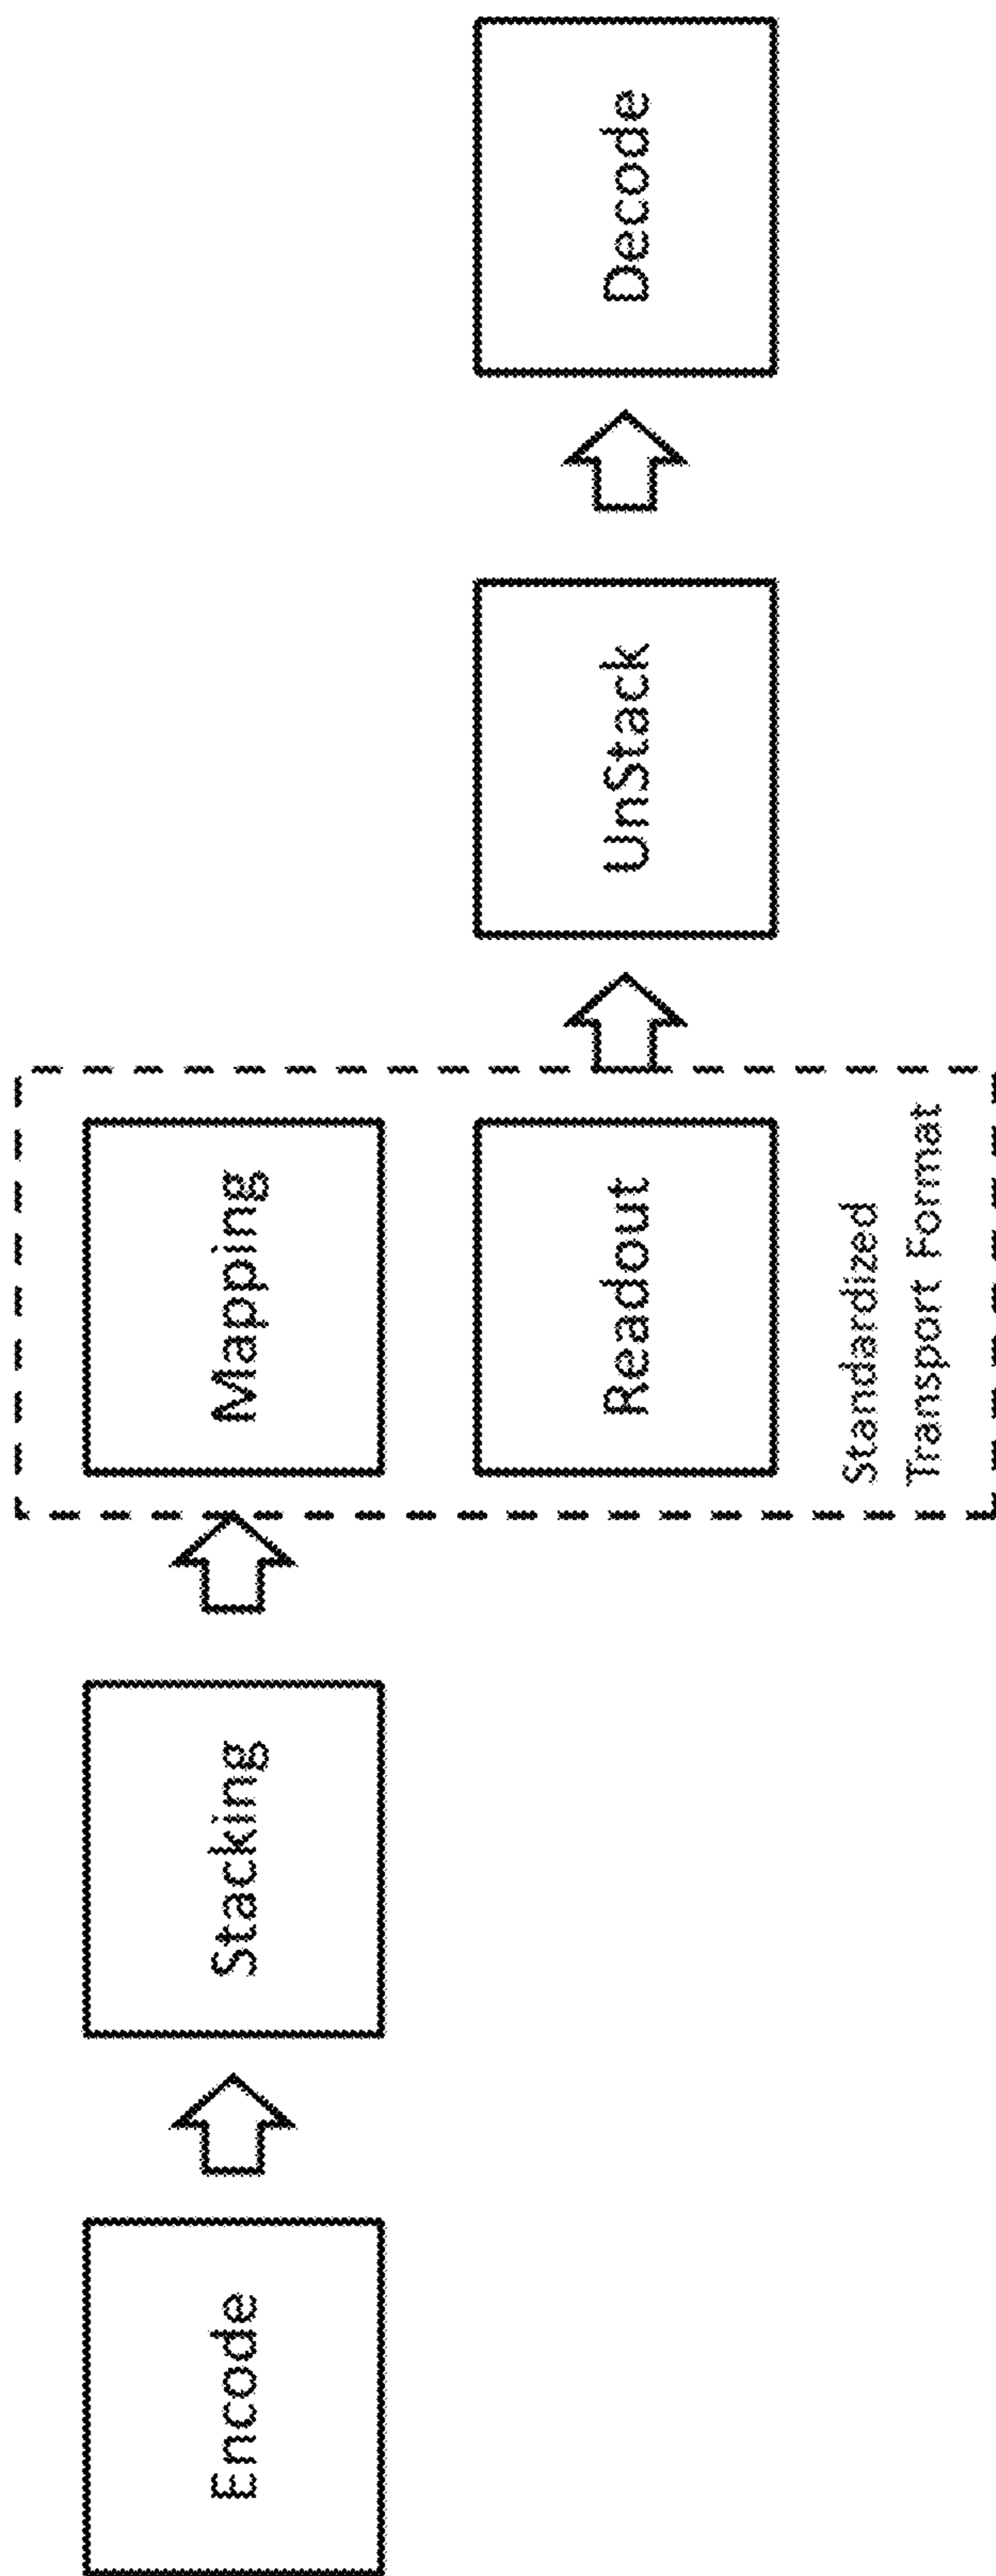 Encode
Stacking
Mapping
Readout
Standardized
Transport Format
UnStack
Decode